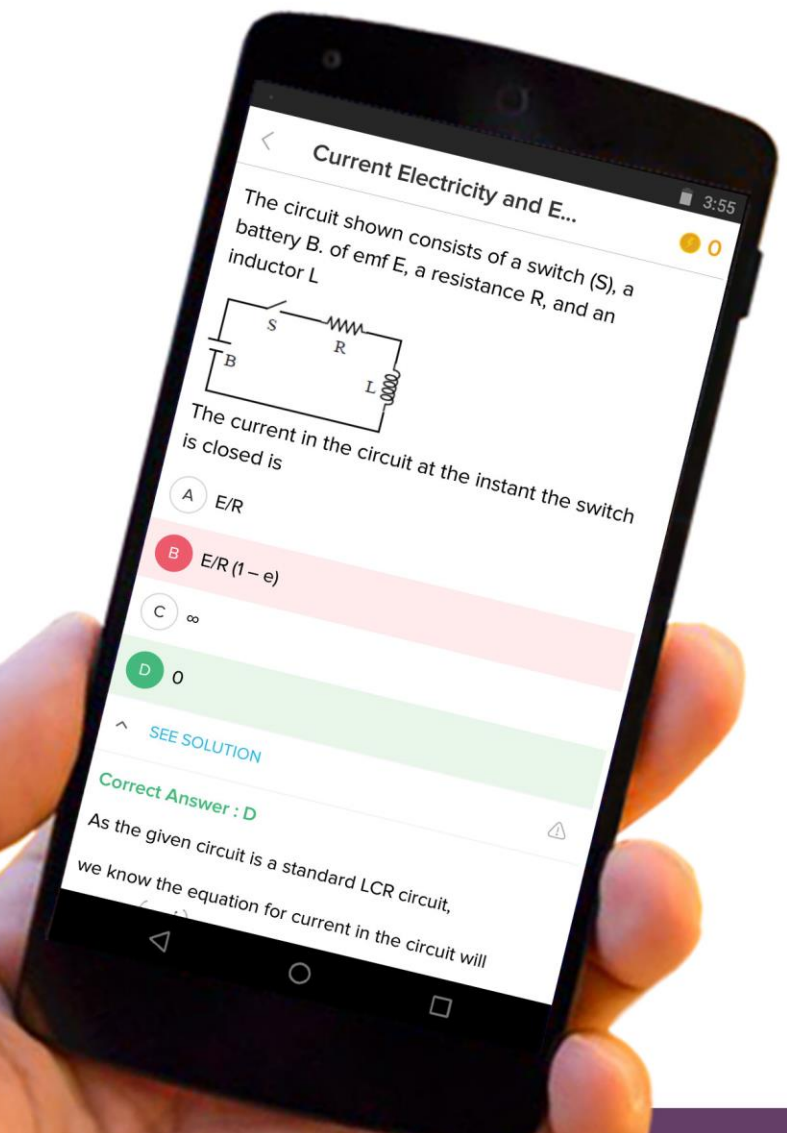 3:55
Current Electricity and E...
0
The circuit shown consists of a switch (S), a
battery B. of emf E, a resistance R, and an
inductor L
S
R
B
L
The current in the circuit at the instant the switch
is closed is
A E/R
B E/R (1 – e)
C ∞
D 0
SEE SOLUTION
Correct Answer : D
As the given circuit is a standard LCR circuit,
we know the equation for current in the circuit will